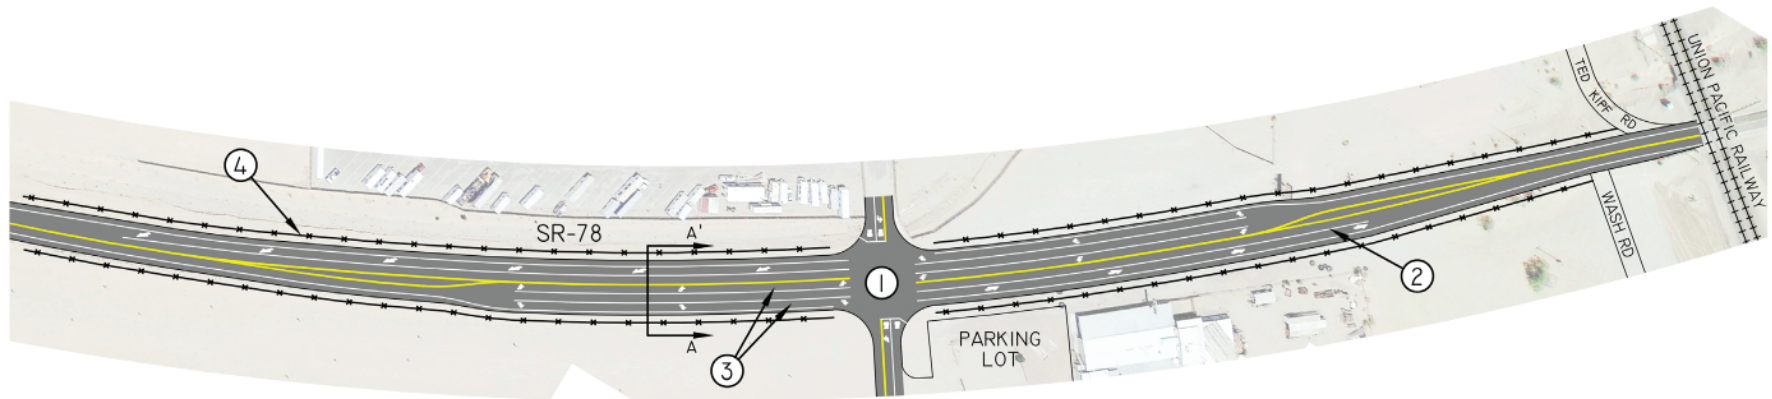 4
SR-78
A'
A
3
1
PARKING
LOT
2
TED
KIPF
RD
WASH RD
UNION PACIFIC RAILWAY